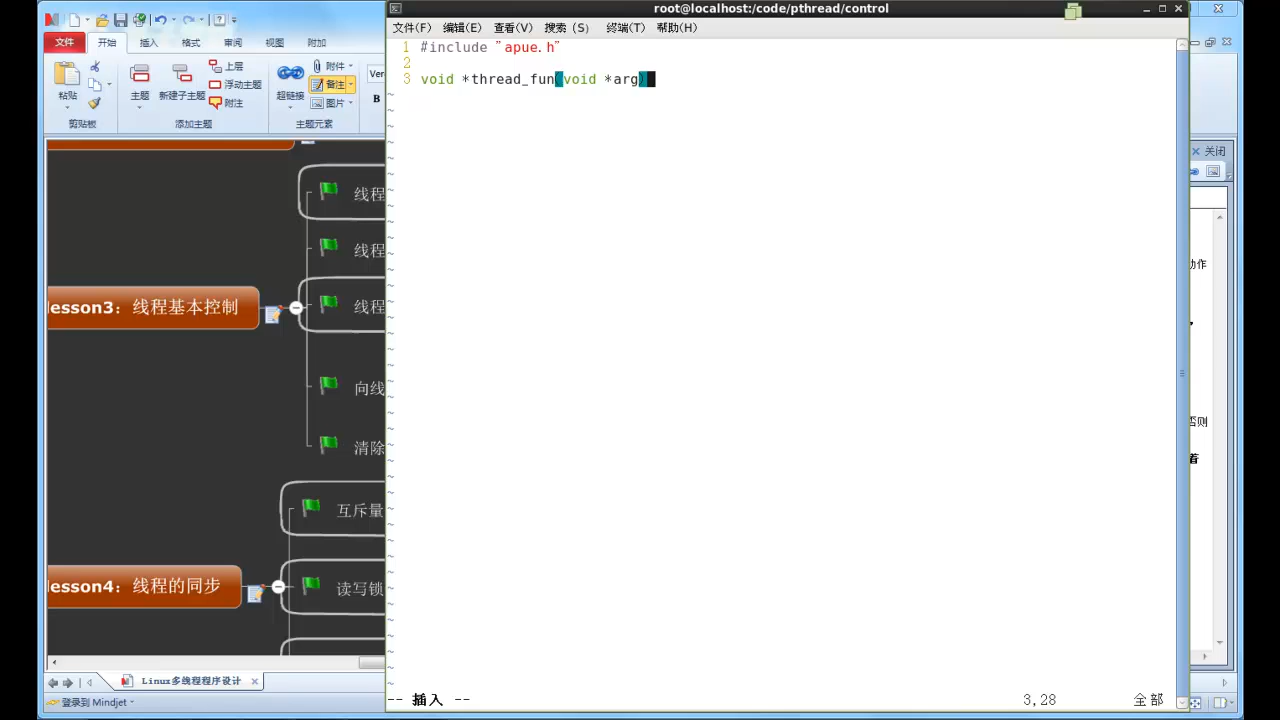 root@localhost:/code/pthread/control
文件(F) 编辑(E) 查看(V) 搜索 (S) 终端(T) 帮助(H)
1 #include "apue.h"
2
3 void *thread_fun(void *arg)
-- 插入 --
3,28
全部
文件 开始 插入 格式 审阅 视图 附加
粘贴
剪贴板
主题
新建子主题
上层
浮动主题
附注
添加主题
超链接
附件
备注
图片
主题元素
Ver
B
关闭
线程
线程
lesson3：线程基本控制
线程
向线
清除
互斥量
lesson4：线程的同步
读写锁
动作
否则
着
Linux多线程程序设计
登录到 Mindjet